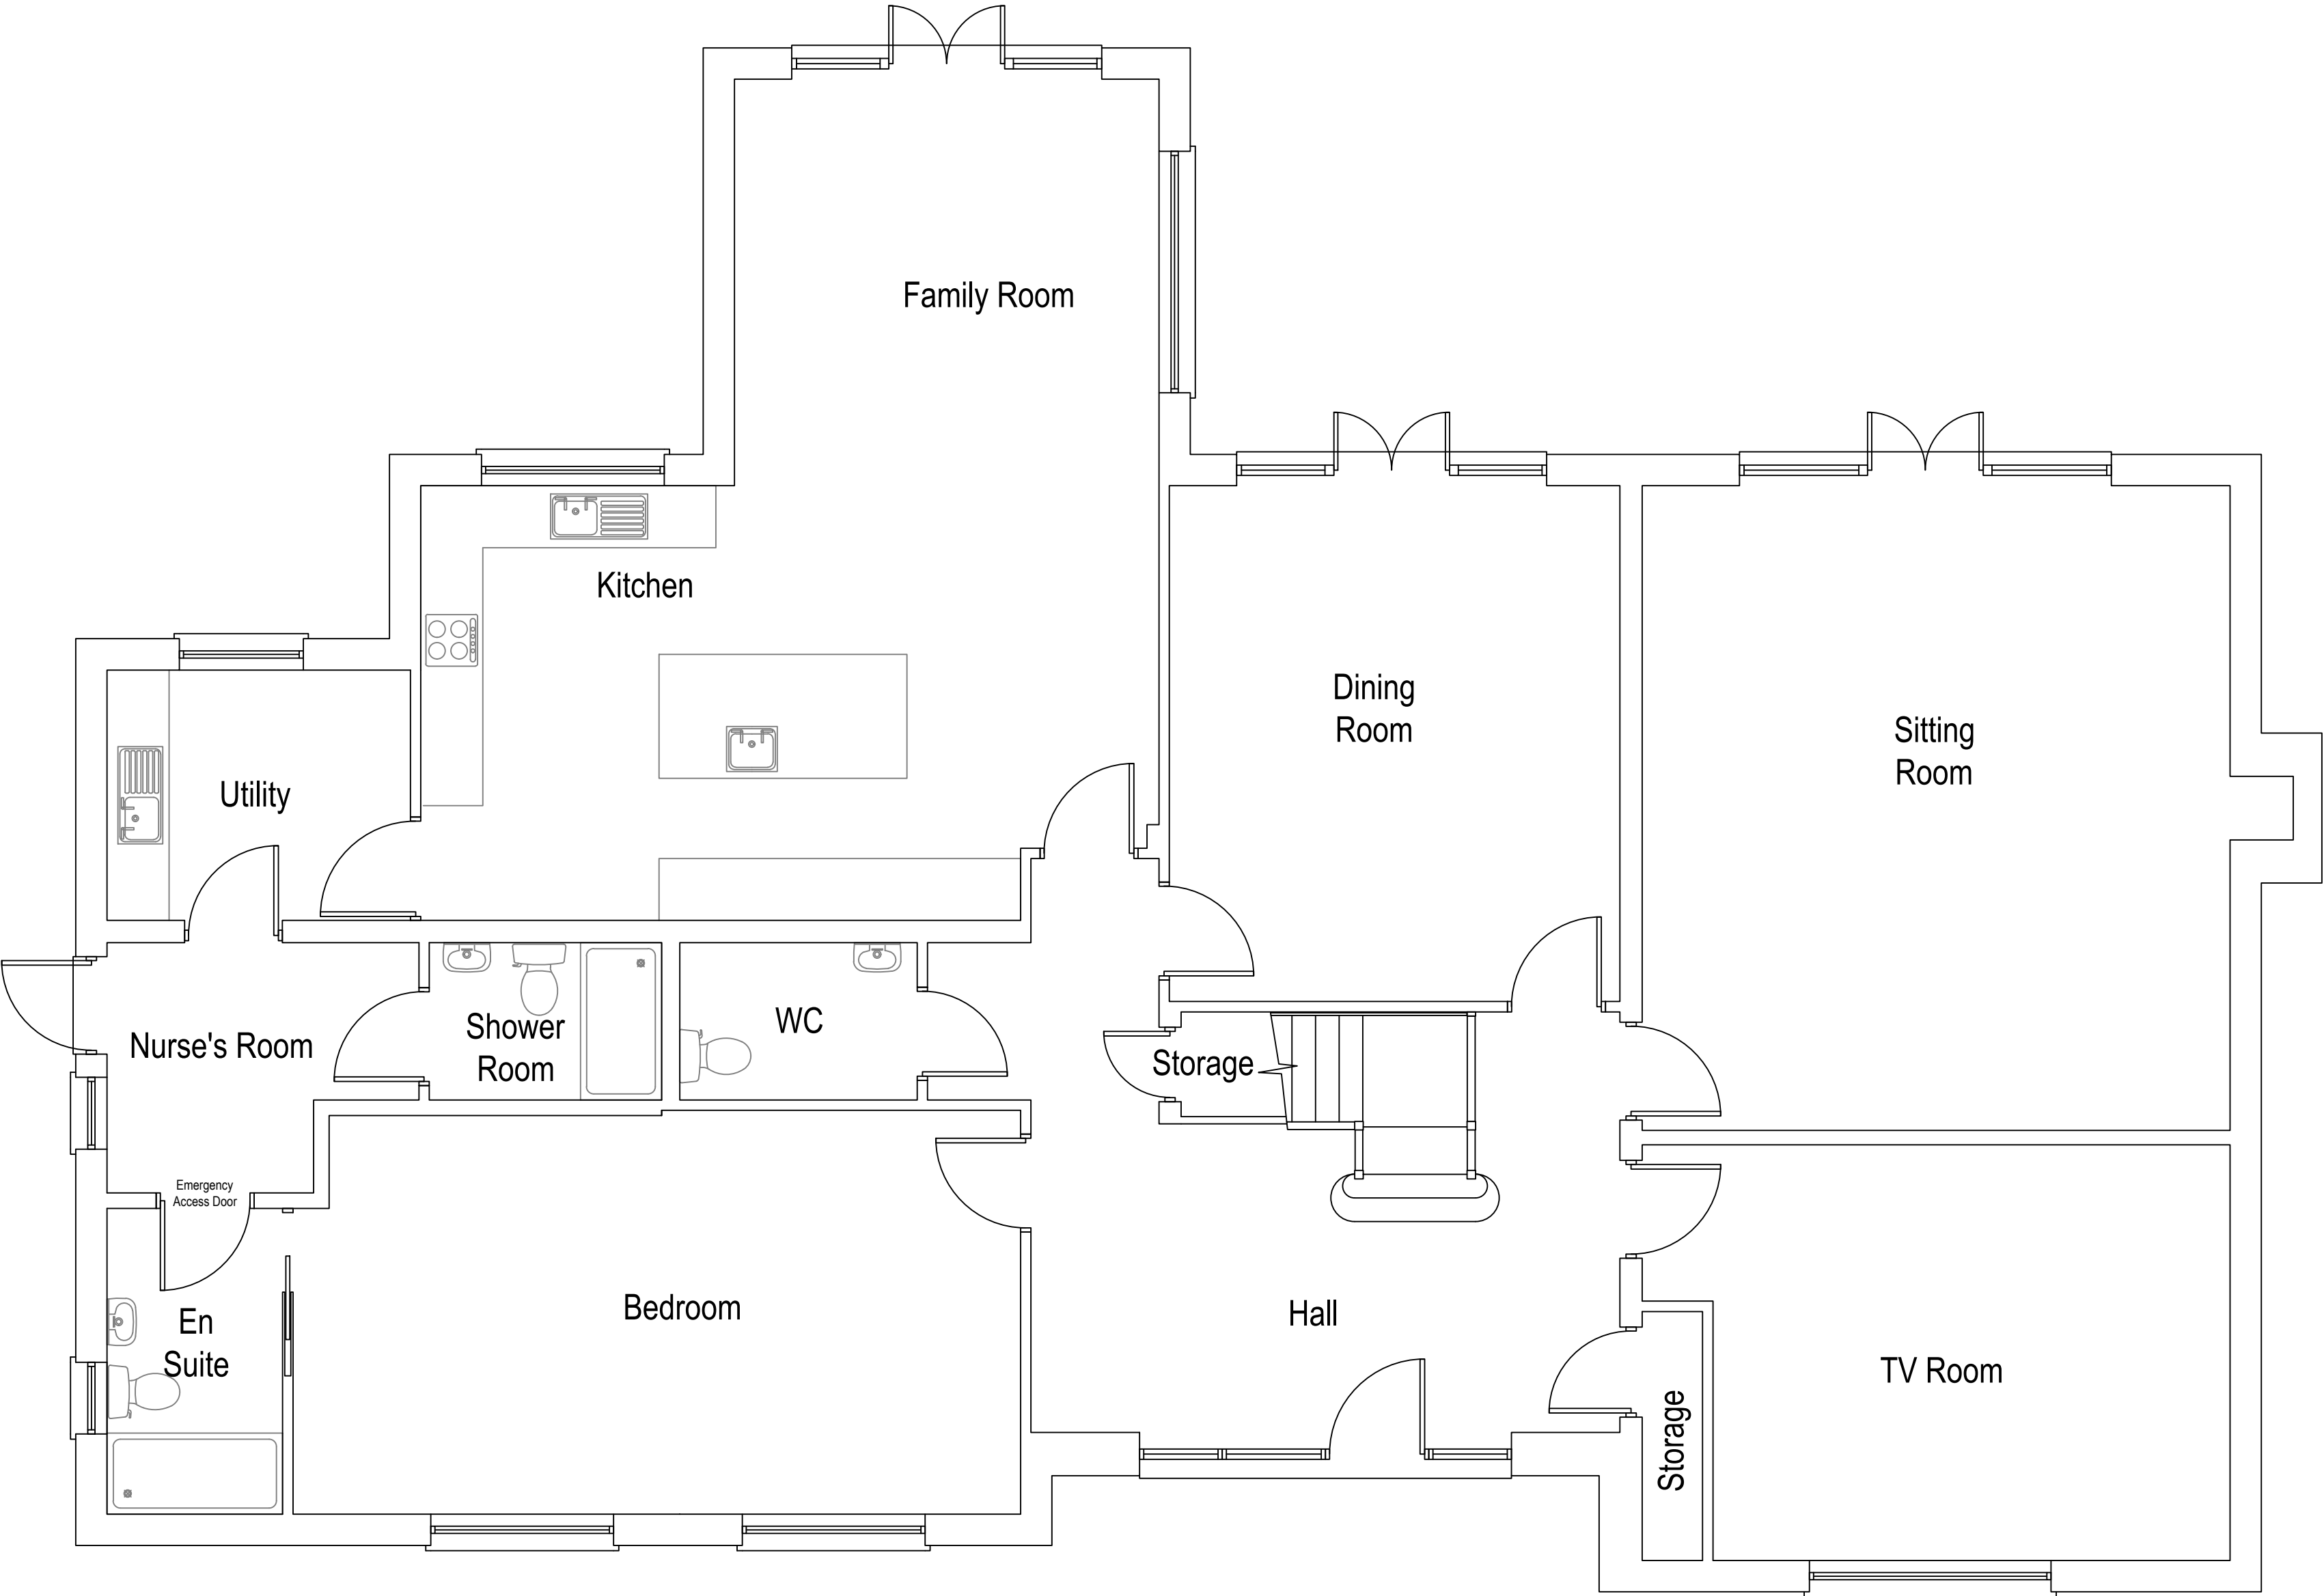 Family Room
Kitchen
Dining
Room
Sitting
Room
Utility
Nurse's Room
Shower
Room
WC
Storage
Emergency
Access Door
En
Suite
Bedroom
Hall
TV Room
Storage